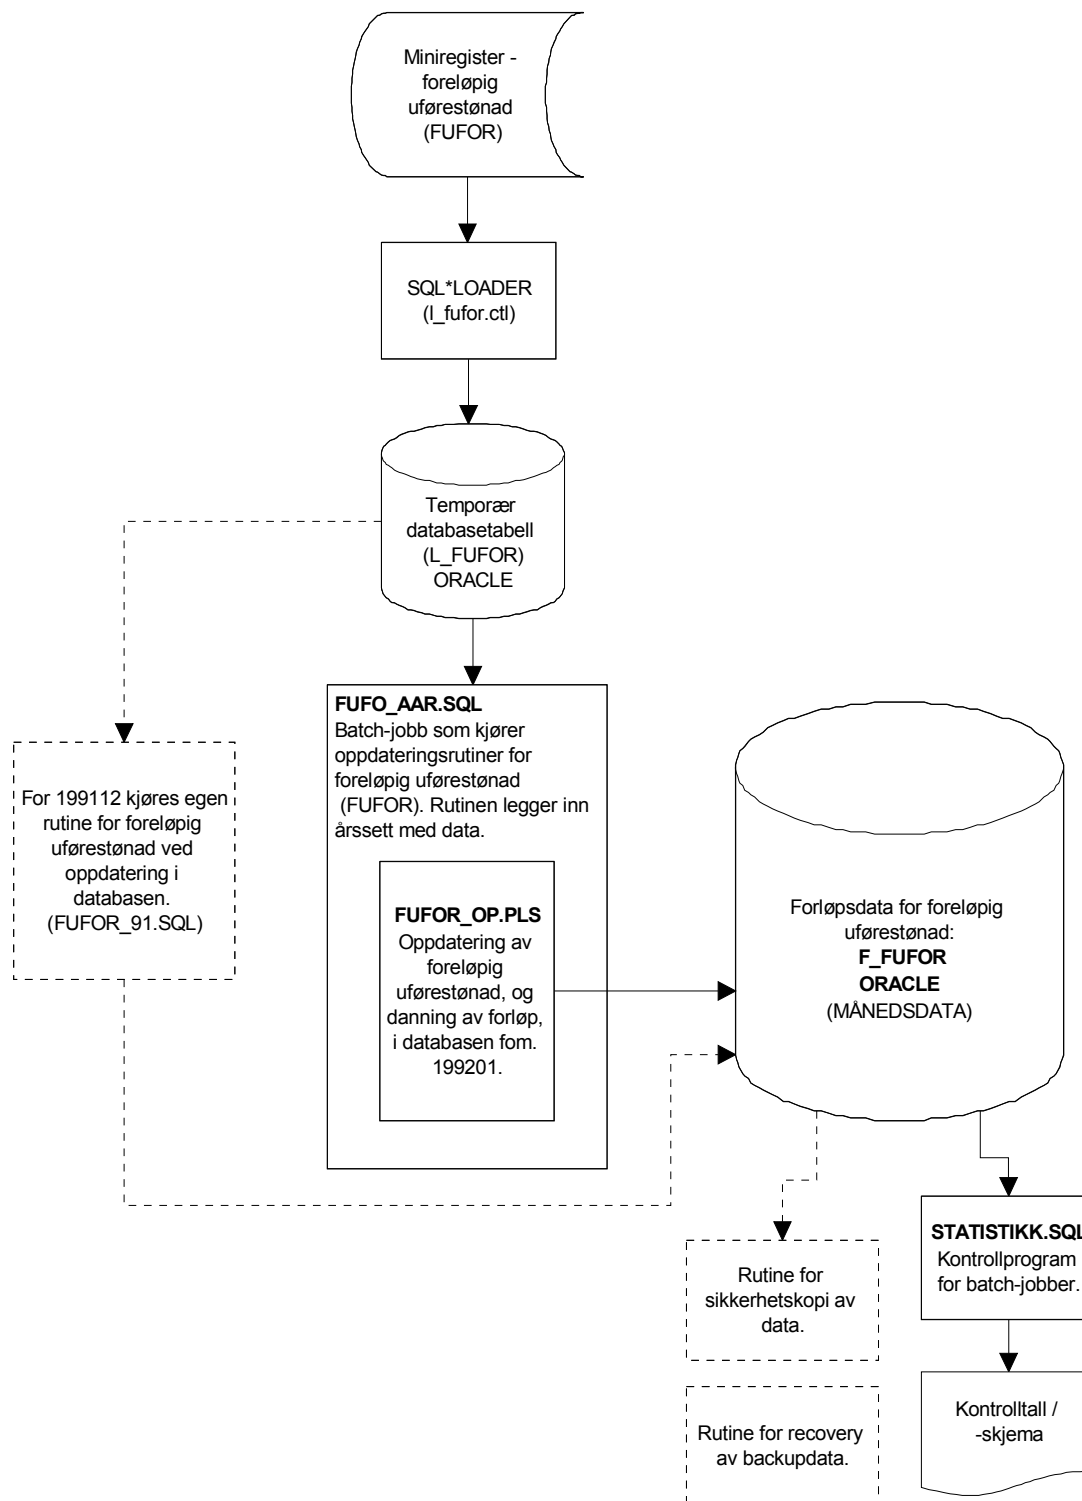 Miniregister -
foreløpig
uførestønad
(FUFOR)
SQL*LOADER
(l_fufor.ctl)
Temporær
databasetabell
(L_FUFOR)
ORACLE
FUFO_AAR.SQL
Batch-jobb som kjører
oppdateringsrutiner for
foreløpig uførestønad
(FUFOR). Rutinen legger inn
årssett med data.
For 199112 kjøres egen
rutine for foreløpig
uførestønad ved
oppdatering i
databasen.
(FUFOR_91.SQL)
FUFOR_OP.PLS
Oppdatering av
foreløpig
uførestønad, og
danning av forløp,
i databasen fom.
199201.
Forløpsdata for foreløpig
uførestønad:
F_FUFOR
ORACLE
(MÅNEDSDATA)
STATISTIKK.SQL
Kontrollprogram
for batch-jobber.
Rutine for
sikkerhetskopi av
data.
Kontrolltall /
-skjema
Rutine for recovery
av backupdata.